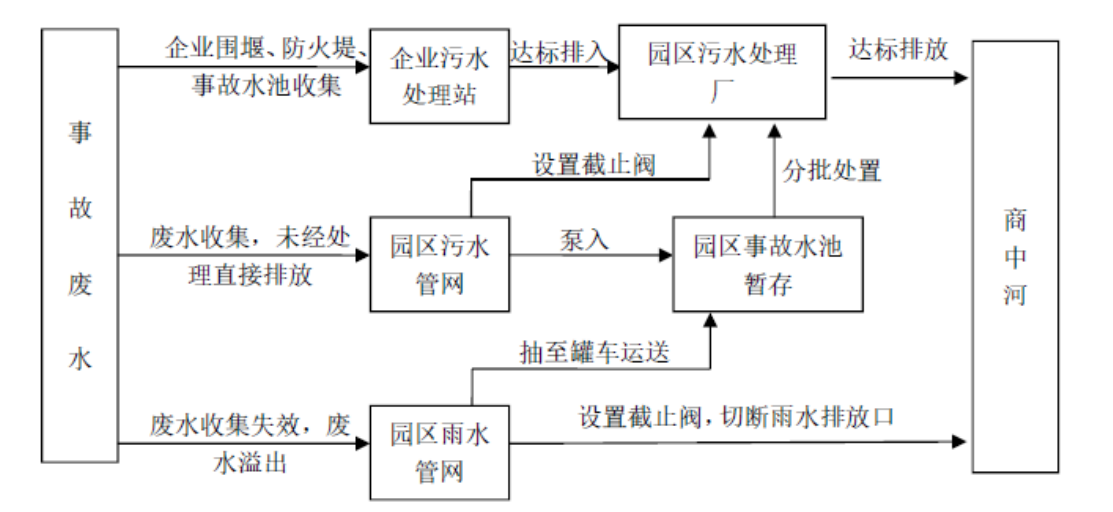 企业围堰、防火堤、
事故水池收集
企业污水
处理站
达标排入
园区污水处理
厂
达标排放
事
故
废
水
设置截止阀
分批处置
废水收集，未经处
理直接排放
园区污水
管网
泵入
园区事故水池
暂存
商
中
河
抽至罐车运送
废水收集失效，废
水溢出
园区雨水
管网
设置截止阀，切断雨水排放口